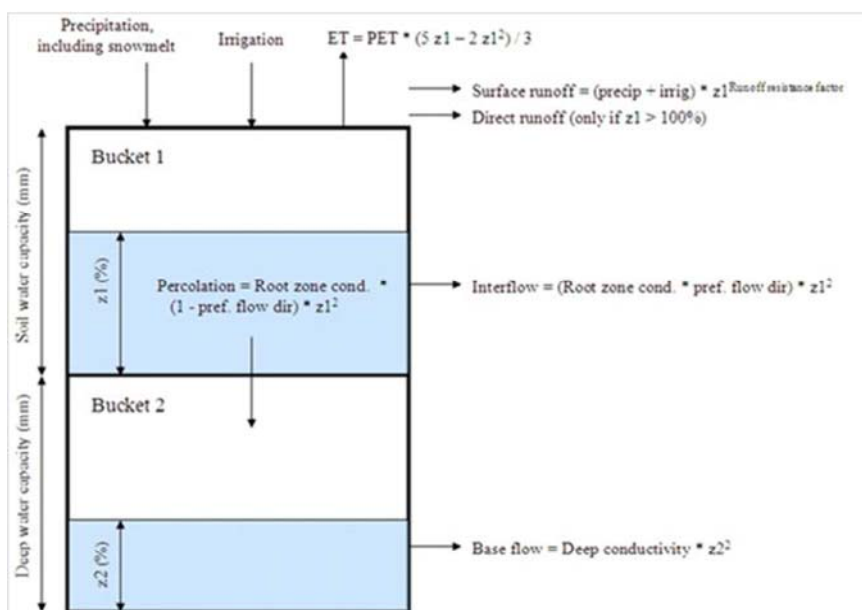 Precipitation,
including snowmelt
Irrigation
ET = PET * (5 z1 – 2 z1²) / 3
Surface runoff = (precip + irrig) * z1^Runoff resistance factor
Direct runoff (only if z1 > 100%)
Bucket 1
Soil water capacity (mm)
z1 (%)
Percolation = Root zone cond. *
(1 - pref. flow dir) * z1²
Interflow = (Root zone cond. * pref. flow dir) * z1²
Bucket 2
Deep water capacity (mm)
z2 (%)
Base flow = Deep conductivity * z2²